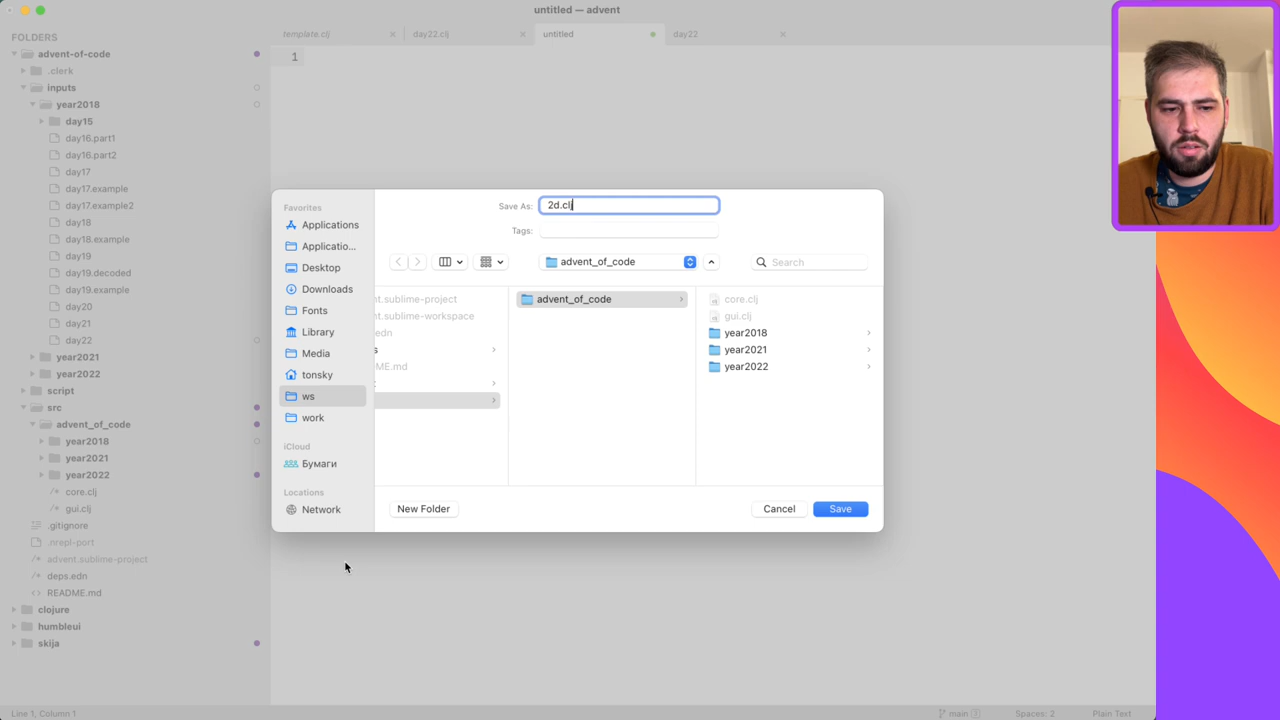 untitled — advent
FOLDERS
advent-of-code
.clerk
inputs
year2018
day15
day16.part1
day16.part2
day17
day17.example
day17.example2
day18
day18.example
day19
day19.decoded
day19.example
day20
day21
day22
year2021
year2022
script
src
advent_of_code
year2018
year2021
year2022
core.clj
gui.clj
.gitignore
.nrepl-port
advent.sublime-project
deps.edn
README.md
clojure
humbleui
skija
template.clj
day22.clj
untitled
day22
1
Favorites
Applications
Applicatio...
Desktop
Downloads
Fonts
Library
Media
tonsky
ws
work
iCloud
Бумаги
Locations
Network
Save As: 2d.clj
Tags:
advent_of_code
Search
nt.sublime-project
nt.sublime-workspace
edn
s
ME.md
advent_of_code
core.clj
gui.clj
year2018
year2021
year2022
New Folder
Cancel
Save
Line 1, Column 1
main
Spaces: 2
Plain Text